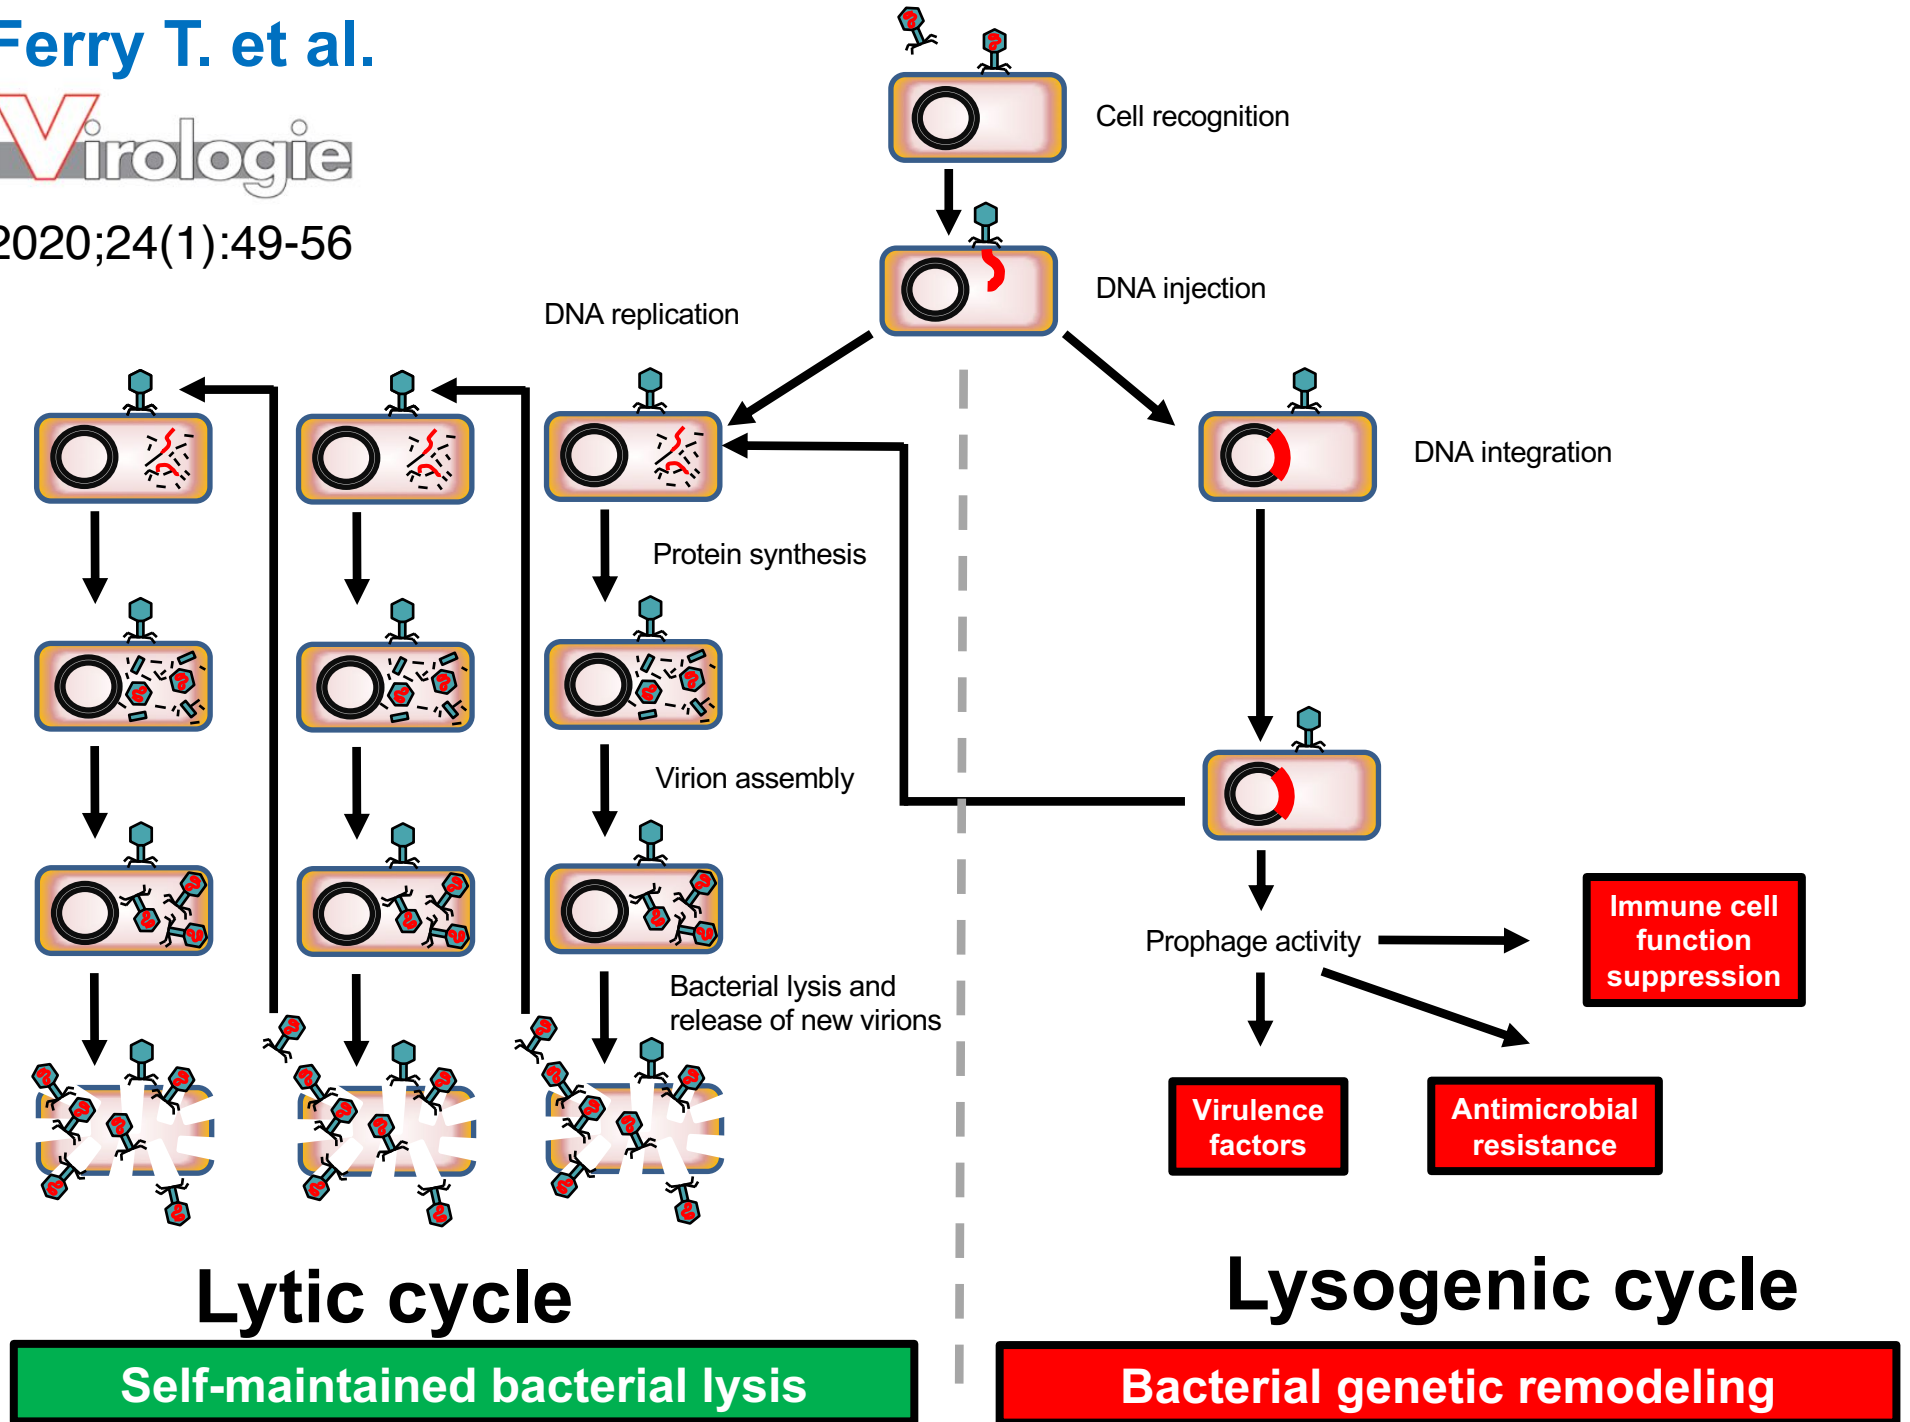 Ferry T. et al.
Virologie
2020;24(1):49-56
Cell recognition
DNA injection
DNA replication
DNA integration
Protein synthesis
Virion assembly
Bacterial lysis and
release of new virions
Prophage activity
Immune cell
function
suppression
Virulence
factors
Antimicrobial
resistance
Lytic cycle
Lysogenic cycle
Self-maintained bacterial lysis
Bacterial genetic remodeling